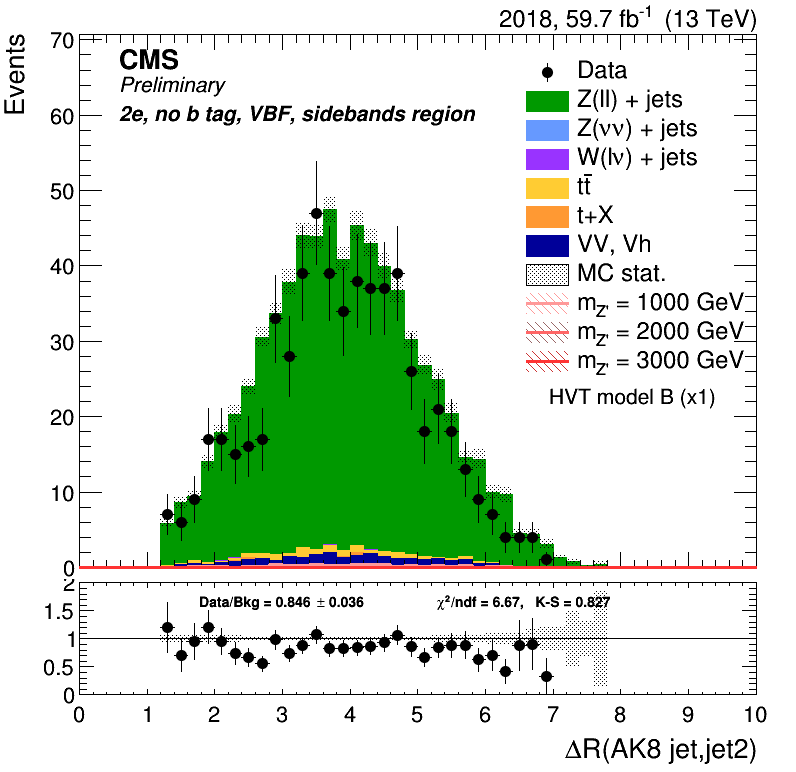 2018, 59.7 fb⁻¹ (13 TeV)
Events
CMS
Preliminary
2e, no b tag, VBF, sidebands region
Data
Z(ll) + jets
Z(νν) + jets
W(lν) + jets
tt̄
t+X
VV, Vh
MC stat.
m_Z' = 1000 GeV
m_Z' = 2000 GeV
m_Z' = 3000 GeV
HVT model B (x1)
70
60
50
40
30
20
10
0
Data/Bkg = 0.846 ± 0.036 χ²/ndf = 6.67, K-S = 0.827
2
1.5
1
0.5
0
0 1 2 3 4 5 6 7 8 9 10
ΔR(AK8 jet,jet2)